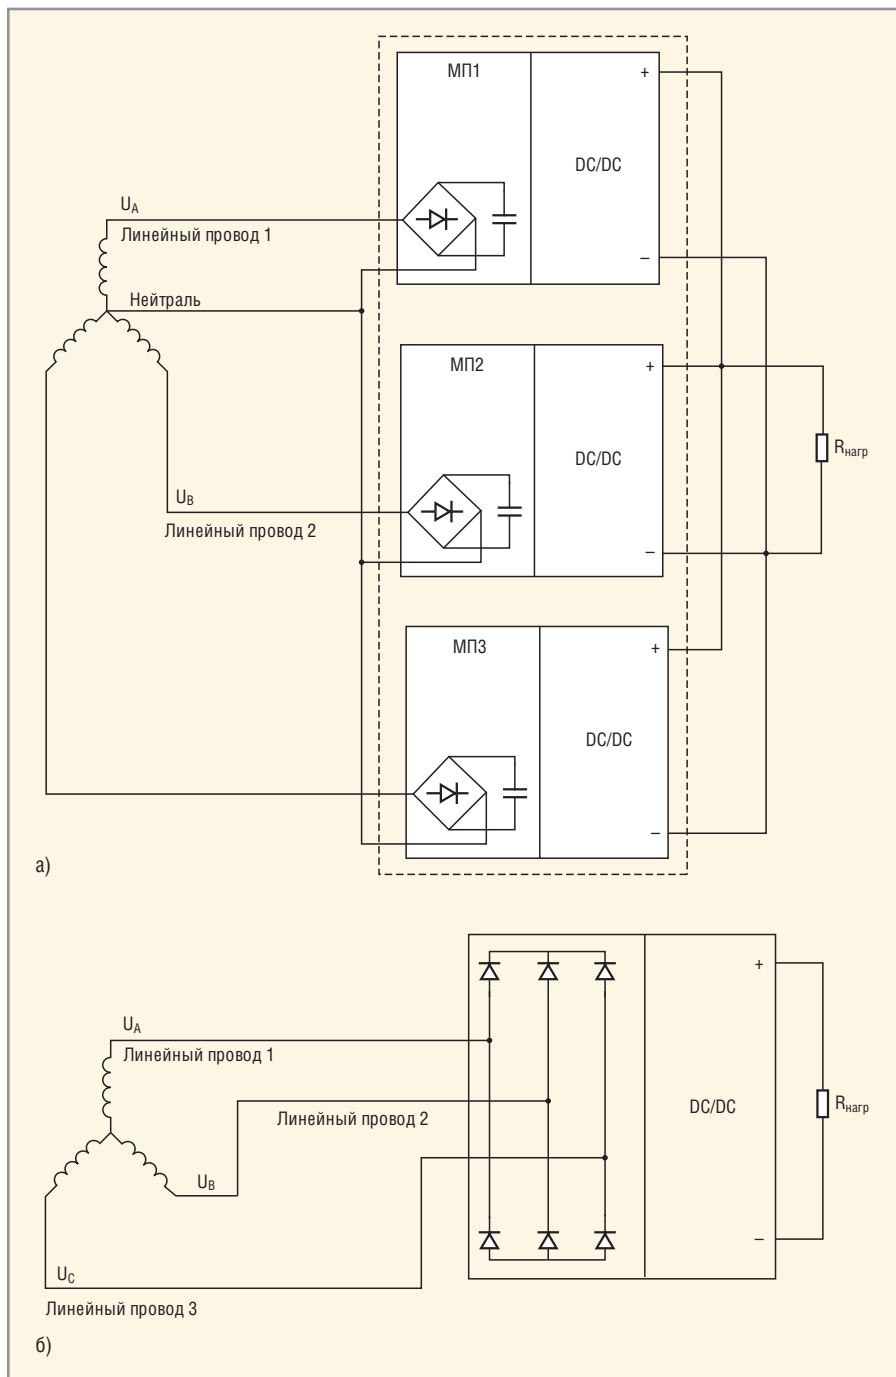 МП1
DC/DC
+
−
U_A
Линейный провод 1
Нейтраль
МП2
DC/DC
+
−
R_нагр
U_B
Линейный провод 2
МП3
DC/DC
+
−
а)
U_A
Линейный провод 1
Линейный провод 2
U_B
U_C
Линейный провод 3
DC/DC
+
−
R_нагр
б)